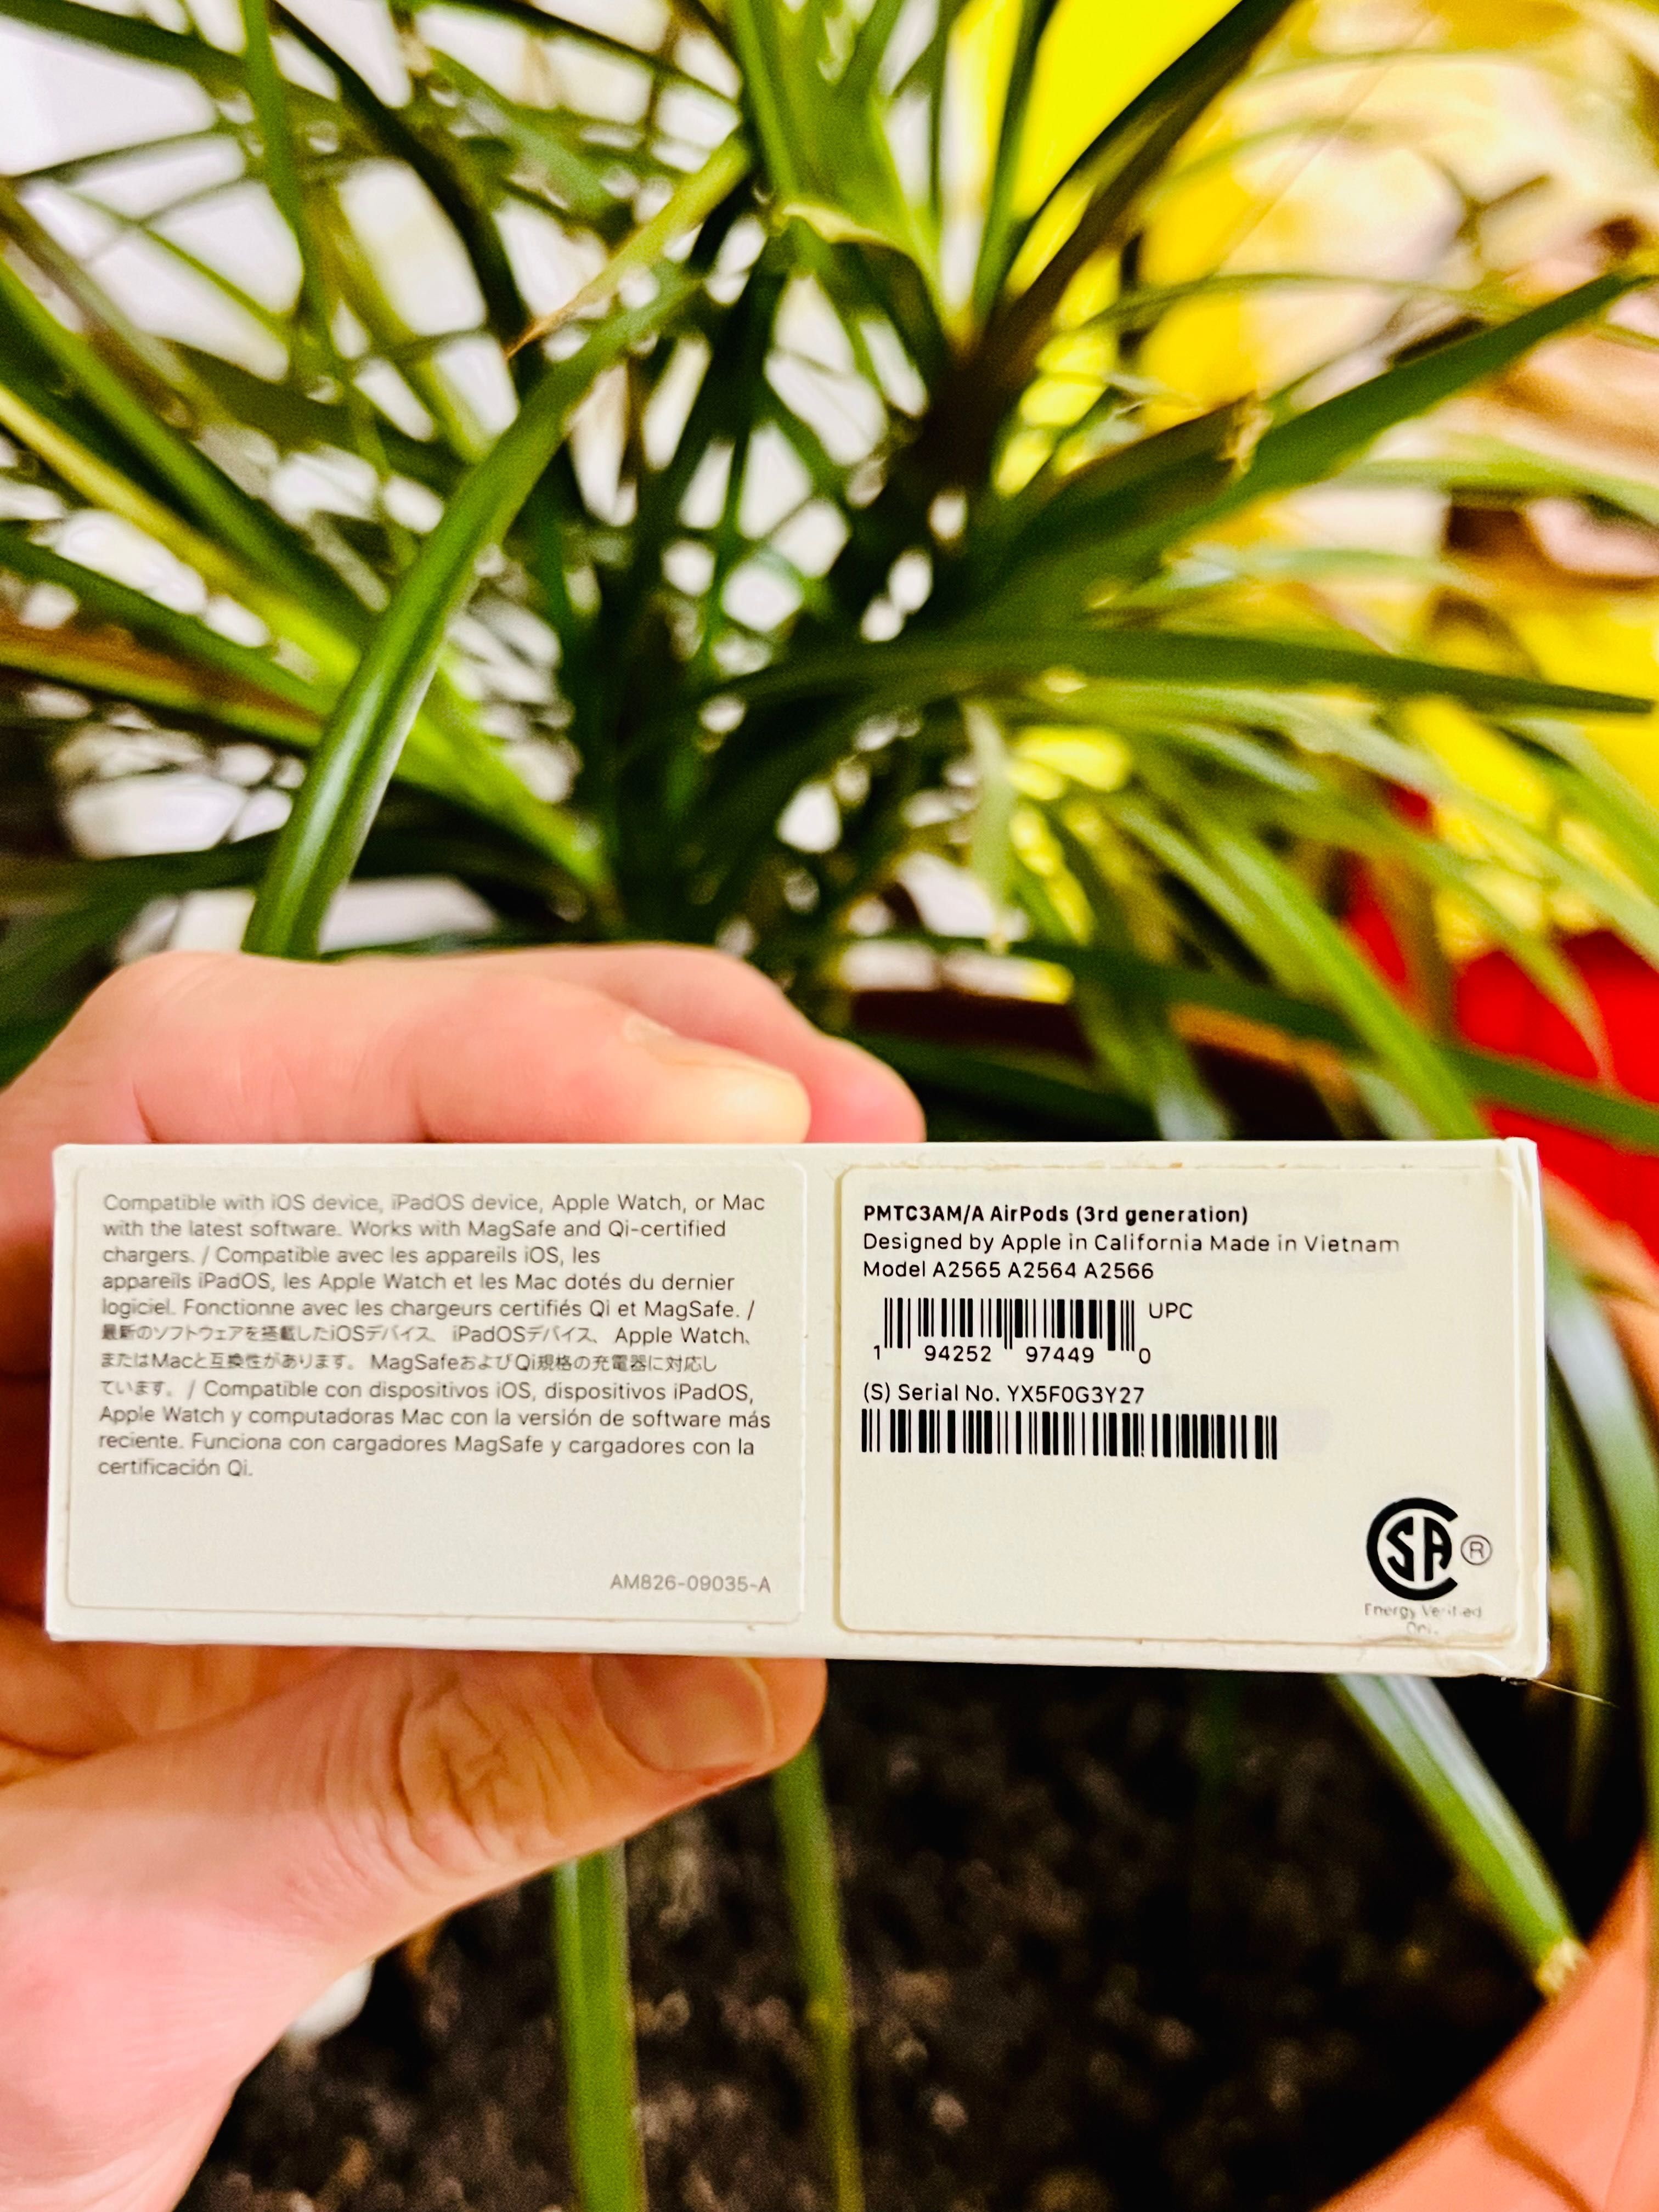 Compatible with iOS device, iPadOS device, Apple Watch, or Mac
with the latest software. Works with MagSafe and Qi-certified
chargers. / Compatible avec les appareils iOS, les
appareils iPadOS, les Apple Watch et les Mac dotés du dernier
logiciel. Fonctionne avec les chargeurs certifiés Qi et MagSafe. /
最新のソフトウェアを搭載したiOSデバイス、iPadOSデバイス、Apple Watch、
またはMacと互換性があります。MagSafeおよびQi規格の充電器に対応し
ています。/ Compatible con dispositivos iOS, dispositivos iPadOS,
Apple Watch y computadoras Mac con la versión de software más
reciente. Funciona con cargadores MagSafe y cargadores con la
certificación Qi.
AM826-09035-A
PMTC3AM/A AirPods (3rd generation)
Designed by Apple in California Made in Vietnam
Model A2565 A2564 A2566
UPC
1 94252 97449 0
(S) Serial No. YX5F0G3Y27
CSA ®
Energy Verified